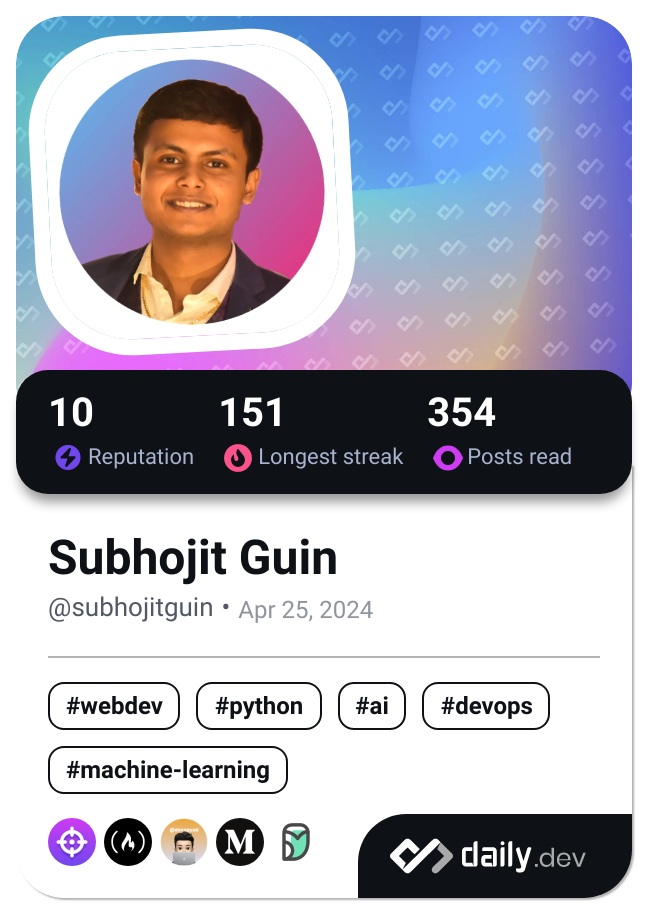 10 151 354
Reputation Longest streak Posts read
Subhojit Guin
@subhojitguin • Apr 25, 2024
#webdev #python #ai #devops
#machine-learning
M
daily.dev